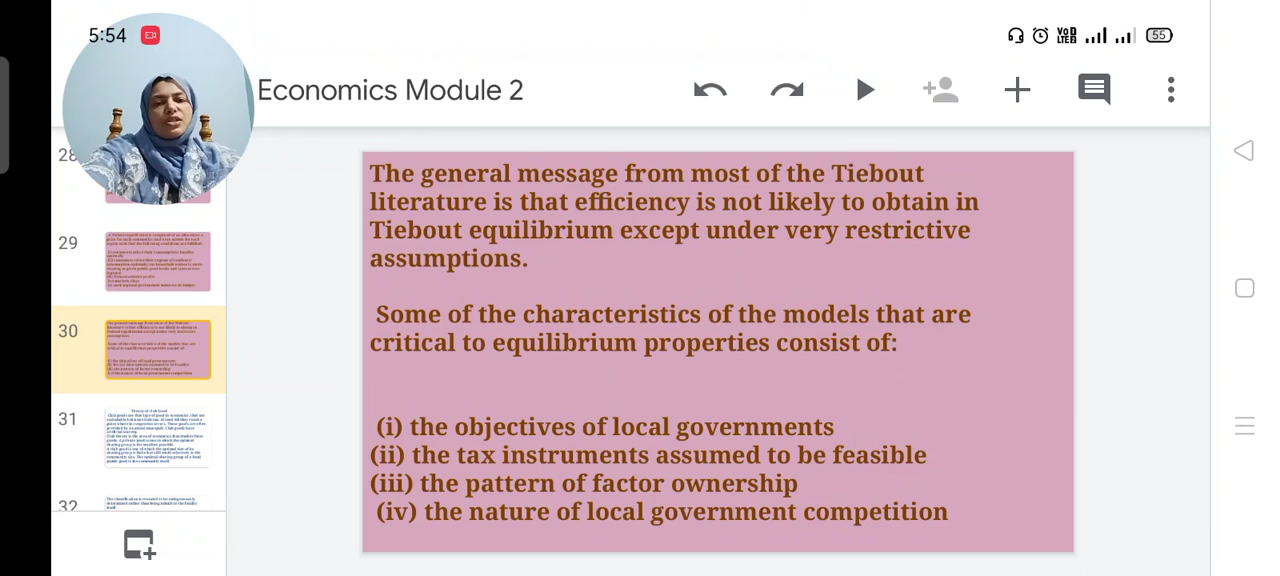 5:54
VoD LTE2
55
Economics Module 2
28
29
30
31
32
The general message from most of the Tiebout
literature is that efficiency is not likely to obtain in
Tiebout equilibrium except under very restrictive
assumptions.
Some of the characteristics of the models that are
critical to equilibrium properties consist of:
(i) the objectives of local governments
(ii) the tax instruments assumed to be feasible
(iii) the pattern of factor ownership
(iv) the nature of local government competition